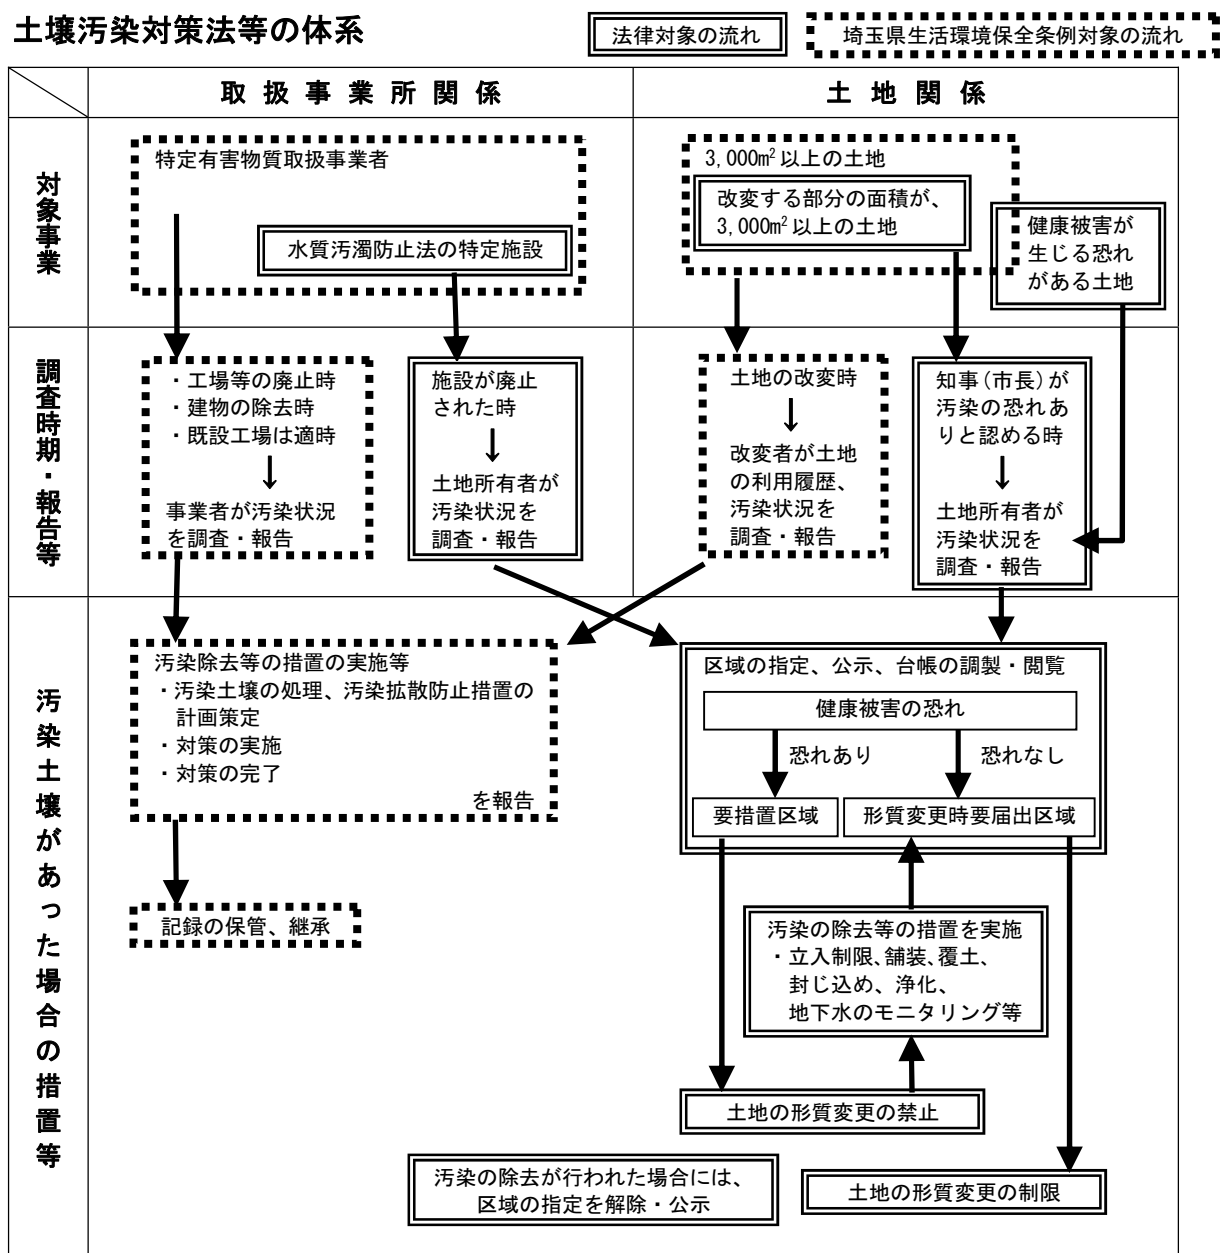 土壌汚染対策法等の体系
法律対象の流れ
埼玉県生活環境保全条例対象の流れ
取扱事業所関係
土地関係
対象事業
特定有害物質取扱事業者
水質汚濁防止法の特定施設
3,000m²以上の土地
改変する部分の面積が、
3,000m²以上の土地
健康被害が
生じる恐れ
がある土地
調査時期・報告等
・工場等の廃止時
・建物の除去時
・既設工場は適時
↓
事業者が汚染状況
を調査・報告
施設が廃止
された時
↓
土地所有者が
汚染状況を
調査・報告
土地の改変時
↓
改変者が土地
の利用履歴、
汚染状況を
調査・報告
知事(市長)が
汚染の恐れあ
りと認める時
↓
土地所有者が
汚染状況を
調査・報告
汚染土壌があった場合の措置等
汚染除去等の措置の実施等
・汚染土壌の処理、汚染拡散防止措置の
計画策定
・対策の実施
・対策の完了
を報告
記録の保管、継承
区域の指定、公示、台帳の調製・閲覧
健康被害の恐れ
恐れあり
恐れなし
要措置区域
形質変更時要届出区域
汚染の除去等の措置を実施
・立入制限、舗装、覆土、
封じ込め、浄化、
地下水のモニタリング等
土地の形質変更の禁止
汚染の除去が行われた場合には、
区域の指定を解除・公示
土地の形質変更の制限